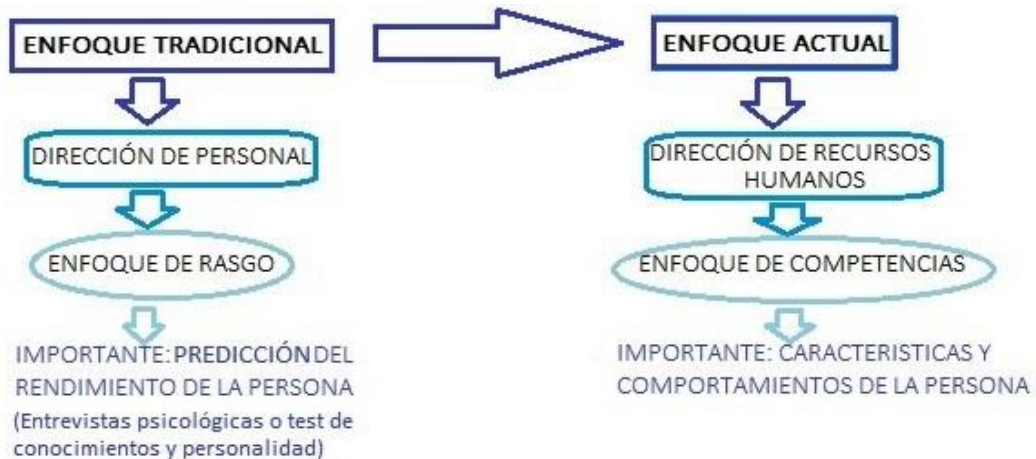 ENFOQUE TRADICIONAL
DIRECCIÓN DE PERSONAL
ENFOQUE DE RASGO
IMPORTANTE: PREDICCIÓN DEL
RENDIMIENTO DE LA PERSONA
(Entrevistas psicológicas o test de
conocimientos y personalidad)
ENFOQUE ACTUAL
DIRECCIÓN DE RECURSOS
HUMANOS
ENFOQUE DE COMPETENCIAS
IMPORTANTE: CARACTERISTICAS Y
COMPORTAMIENTOS DE LA PERSONA